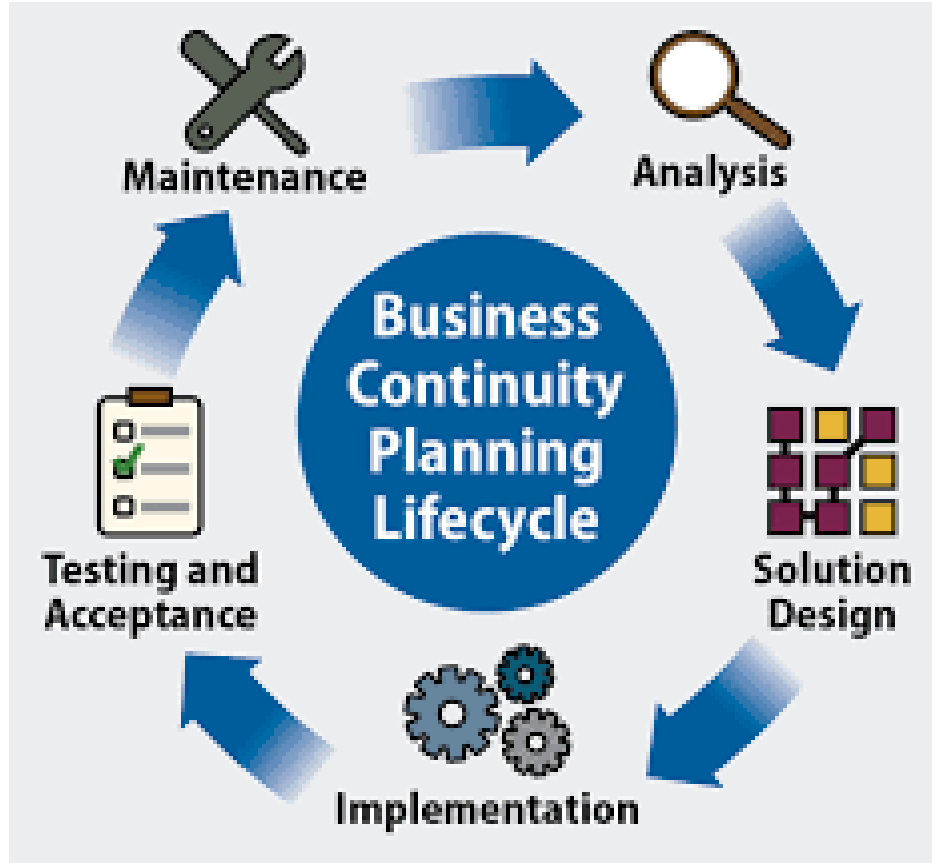 Maintenance
Analysis
Business
Continuity
Planning
Lifecycle
Testing and
Acceptance
Solution
Design
Implementation